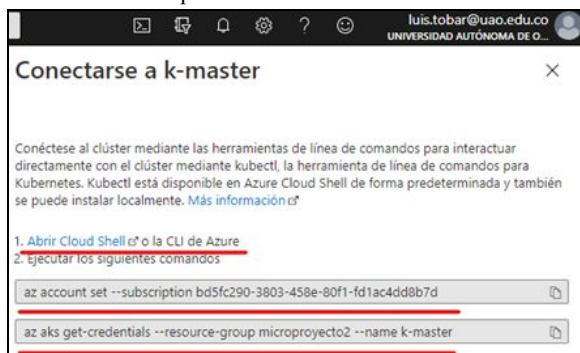 luis.tobar@uao.edu.co
UNIVERSIDAD AUTÓNOMA DE O...
Conectarse a k-master
Conéctese al clúster mediante las herramientas de línea de comandos para interactuar
directamente con el clúster mediante kubectl, la herramienta de línea de comandos para
Kubernetes. Kubectl está disponible en Azure Cloud Shell de forma predeterminada y también
se puede instalar localmente. Más información
1. Abrir Cloud Shell o la CLI de Azure
2. Ejecutar los siguientes comandos
az account set --subscription bd5fc290-3803-458e-80f1-fd1ac4dd8b7d
az aks get-credentials --resource-group microproyecto2 --name k-master